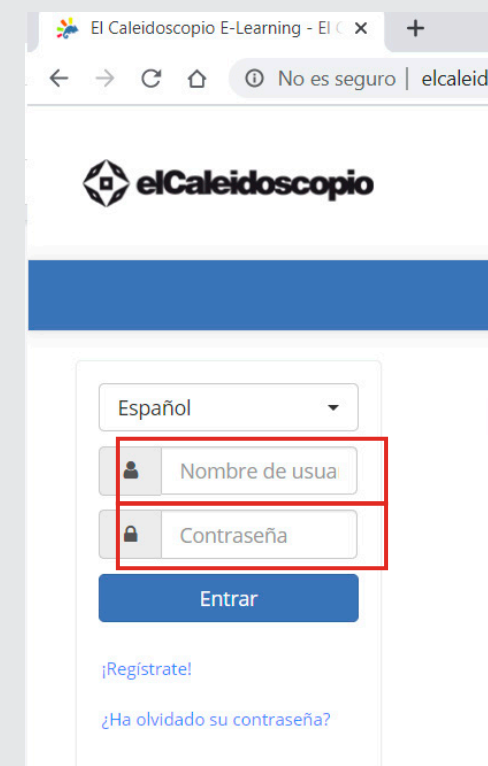 El Caleidoscopio E-Learning - El C
No es seguro | elcaleid
elCaleidoscopio
Español
Nombre de usua
Contraseña
Entrar
¡Regístrate!
¿Ha olvidado su contraseña?